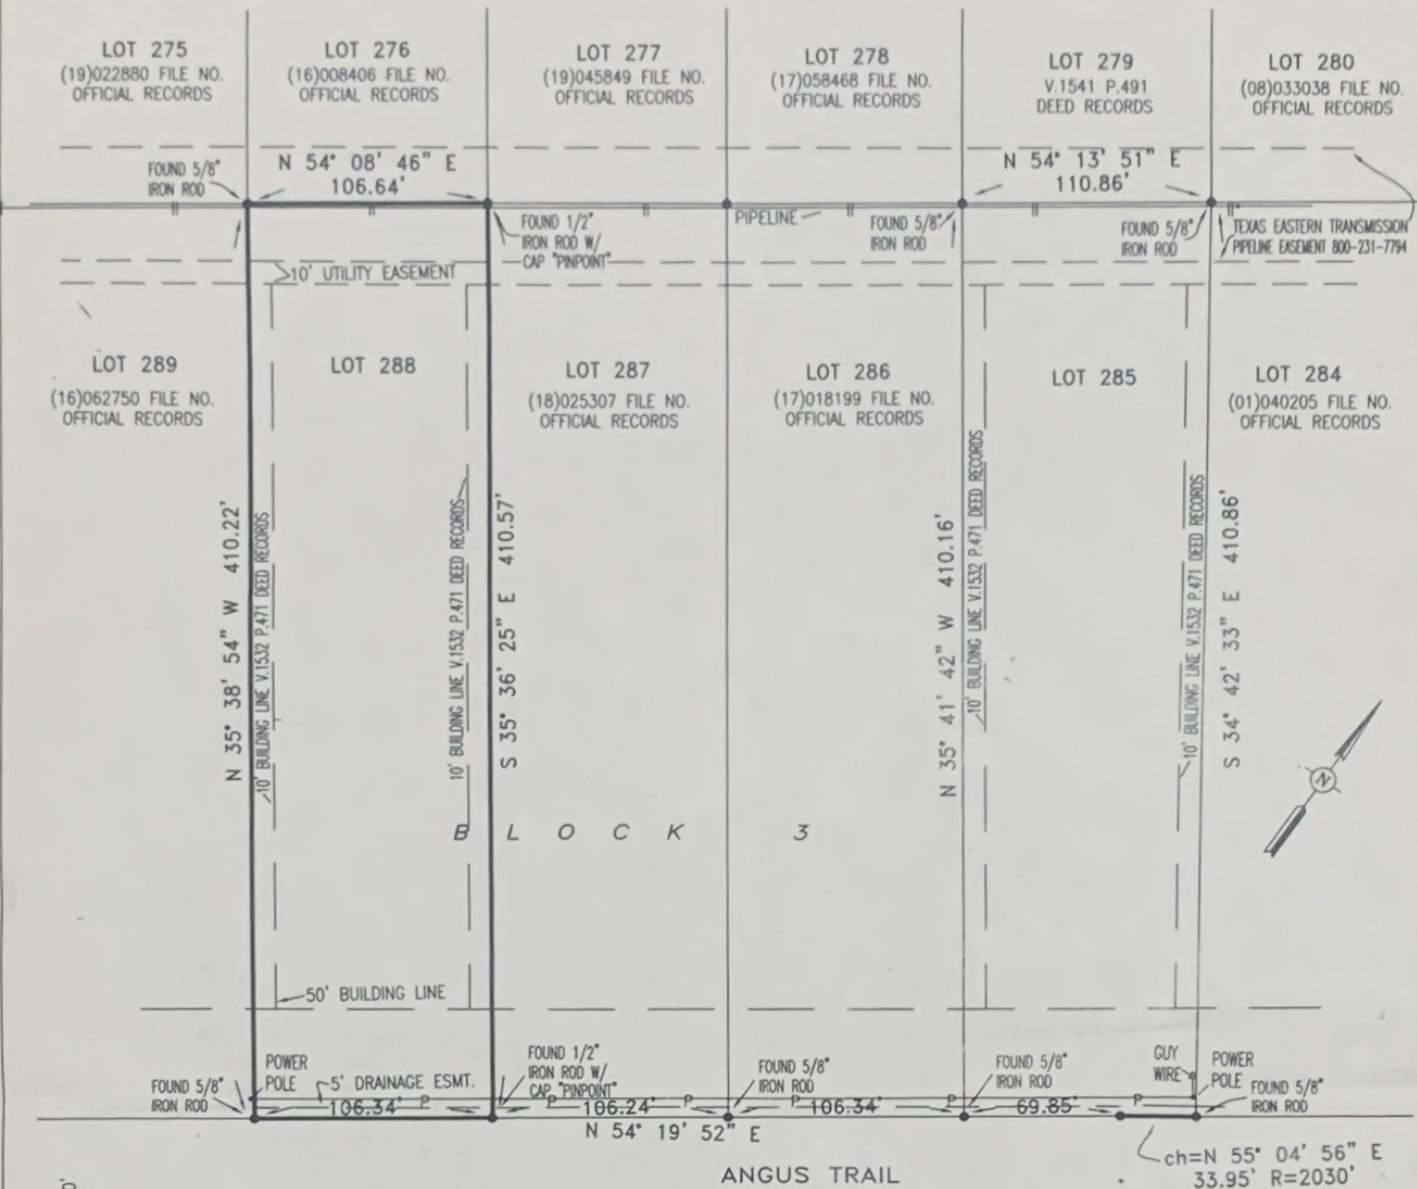 LOT 275
(19)022880 FILE NO.
OFFICIAL RECORDS
LOT 276
(16)008406 FILE NO.
OFFICIAL RECORDS
LOT 277
(19)045849 FILE NO.
OFFICIAL RECORDS
LOT 278
(17)058468 FILE NO.
OFFICIAL RECORDS
LOT 279
V.1541 P.491
DEED RECORDS
LOT 280
(08)033038 FILE NO.
OFFICIAL RECORDS
FOUND 5/8"
IRON ROD
N 54° 08' 46" E
106.64'
N 54° 13' 51" E
110.86'
FOUND 1/2"
IRON ROD W/
CAP "PINPOINT"
PIPELINE
FOUND 5/8"
IRON ROD
FOUND 5/8"
IRON ROD
TEXAS EASTERN TRANSMISSION
PIPELINE EASEMENT 800-231-7794
10' UTILITY EASEMENT
LOT 289
(16)062750 FILE NO.
OFFICIAL RECORDS
LOT 288
LOT 287
(18)025307 FILE NO.
OFFICIAL RECORDS
LOT 286
(17)018199 FILE NO.
OFFICIAL RECORDS
LOT 285
LOT 284
(01)040205 FILE NO.
OFFICIAL RECORDS
N 35° 38' 54" W 410.22'
10' BUILDING LINE V.1532 P.471 DEED RECORDS
10' BUILDING LINE V.1532 P.471 DEED RECORDS
S 35° 36' 25" E 410.57'
N 35° 41' 42" W 410.16'
10' BUILDING LINE V.1532 P.471 DEED RECORDS
10' BUILDING LINE V.1532 P.471 DEED RECORDS
S 34° 42' 33" E 410.86'
N
BLOCK 3
50' BUILDING LINE
FOUND 5/8"
IRON ROD
POWER
POLE
5' DRAINAGE ESMT.
FOUND 1/2"
IRON ROD W/
CAP "PINPOINT"
FOUND 5/8"
IRON ROD
FOUND 5/8"
IRON ROD
GUY
WIRE
POWER
POLE
FOUND 5/8"
IRON ROD
106.34' P
P 106.24' P
P 106.34' P
69.85' P
N 54° 19' 52" E
ch=N 55° 04' 56" E
33.95' R=2030'
ANGUS TRAIL